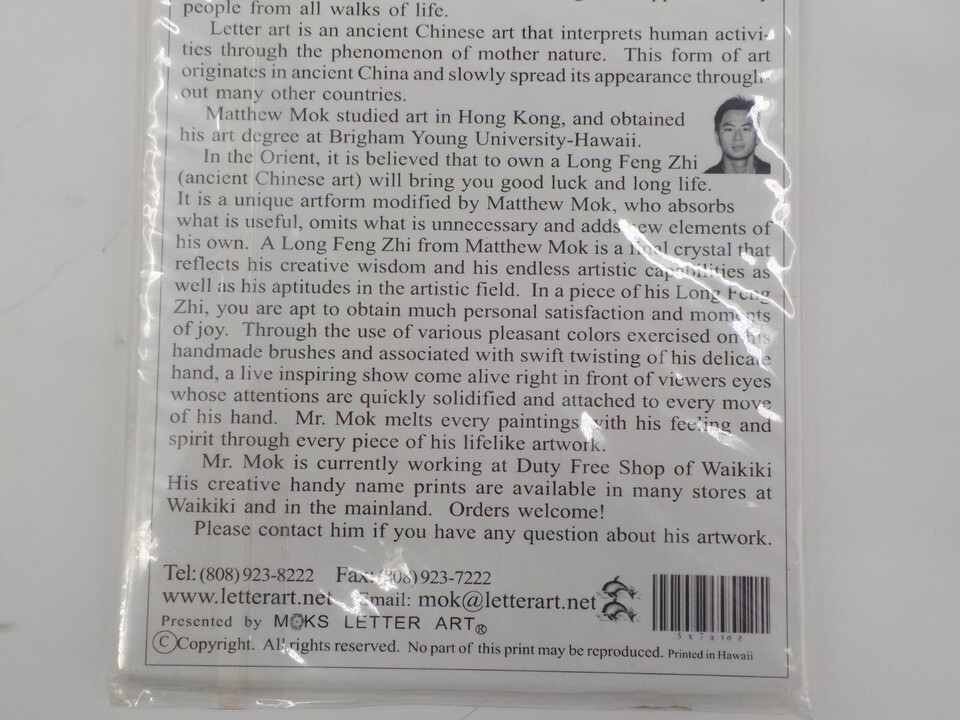 people from all walks of life.
Letter art is an ancient Chinese art that interprets human activi-
ties through the phenomenon of mother nature. This form of art
originates in ancient China and slowly spread its appearance through-
out many other countries.
Matthew Mok studied art in Hong Kong, and obtained
his art degree at Brigham Young University-Hawaii.
In the Orient, it is believed that to own a Long Feng Zhi
(ancient Chinese art) will bring you good luck and long life.
It is a unique artform modified by Matthew Mok, who absorbs
what is useful, omits what is unnecessary and adds new elements of
his own. A Long Feng Zhi from Matthew Mok is a final crystal that
reflects his creative wisdom and his endless artistic capabilities as
well as his aptitudes in the artistic field. In a piece of his Long Feng
Zhi, you are apt to obtain much personal satisfaction and moments
of joy. Through the use of various pleasant colors exercised on his
handmade brushes and associated with swift twisting of his delicate
hand, a live inspiring show come alive right in front of viewers eyes
whose attentions are quickly solidified and attached to every move
of his hand. Mr. Mok melts every paintings with his feeling and
spirit through every piece of his lifelike artwork.
Mr. Mok is currently working at Duty Free Shop of Waikiki
His creative handy name prints are available in many stores at
Waikiki and in the mainland. Orders welcome!
Please contact him if you have any question about his artwork.
Tel: (808) 923-8222 Fax: (808) 923-7222
www.letterart.net Email: mok@letterart.net
Presented by MOKS LETTER ART®
©Copyright. All rights reserved. No part of this print may be reproduced. Printed in Hawaii